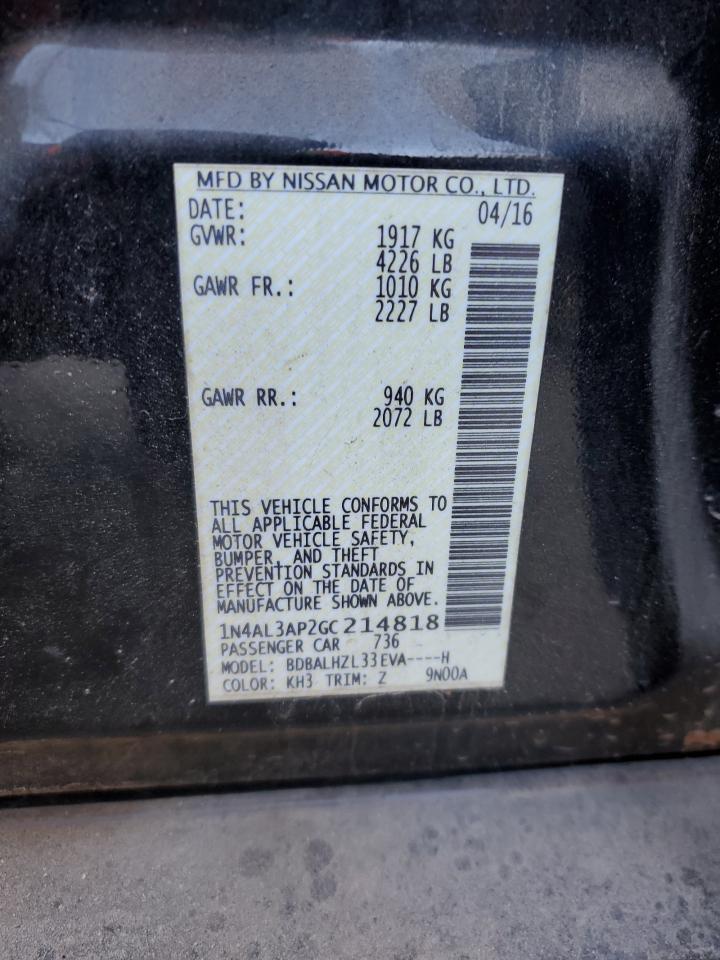 MFD BY NISSAN MOTOR CO., LTD.
DATE: 04/16
GVWR: 1917 KG
4226 LB
GAWR FR.: 1010 KG
2227 LB
GAWR RR.: 940 KG
2072 LB
THIS VEHICLE CONFORMS TO
ALL APPLICABLE FEDERAL
MOTOR VEHICLE SAFETY,
BUMPER, AND THEFT
PREVENTION STANDARDS IN
EFFECT ON THE DATE OF
MANUFACTURE SHOWN ABOVE.
1N4AL3AP2GC214818
PASSENGER CAR 736
MODEL: BDBALHZL33EVA----H
COLOR: KH3 TRIM: Z 9N00A